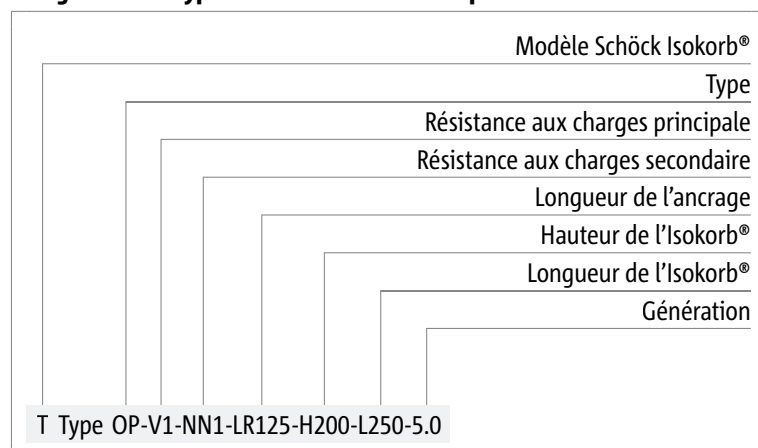 Modèle Schöck Isokorb®
Type
Résistance aux charges principale
Résistance aux charges secondaire
Longueur de l'ancrage
Hauteur de l'Isokorb®
Longueur de l'Isokorb®
Génération
T Type OP-V1-NN1-LR125-H200-L250-5.0